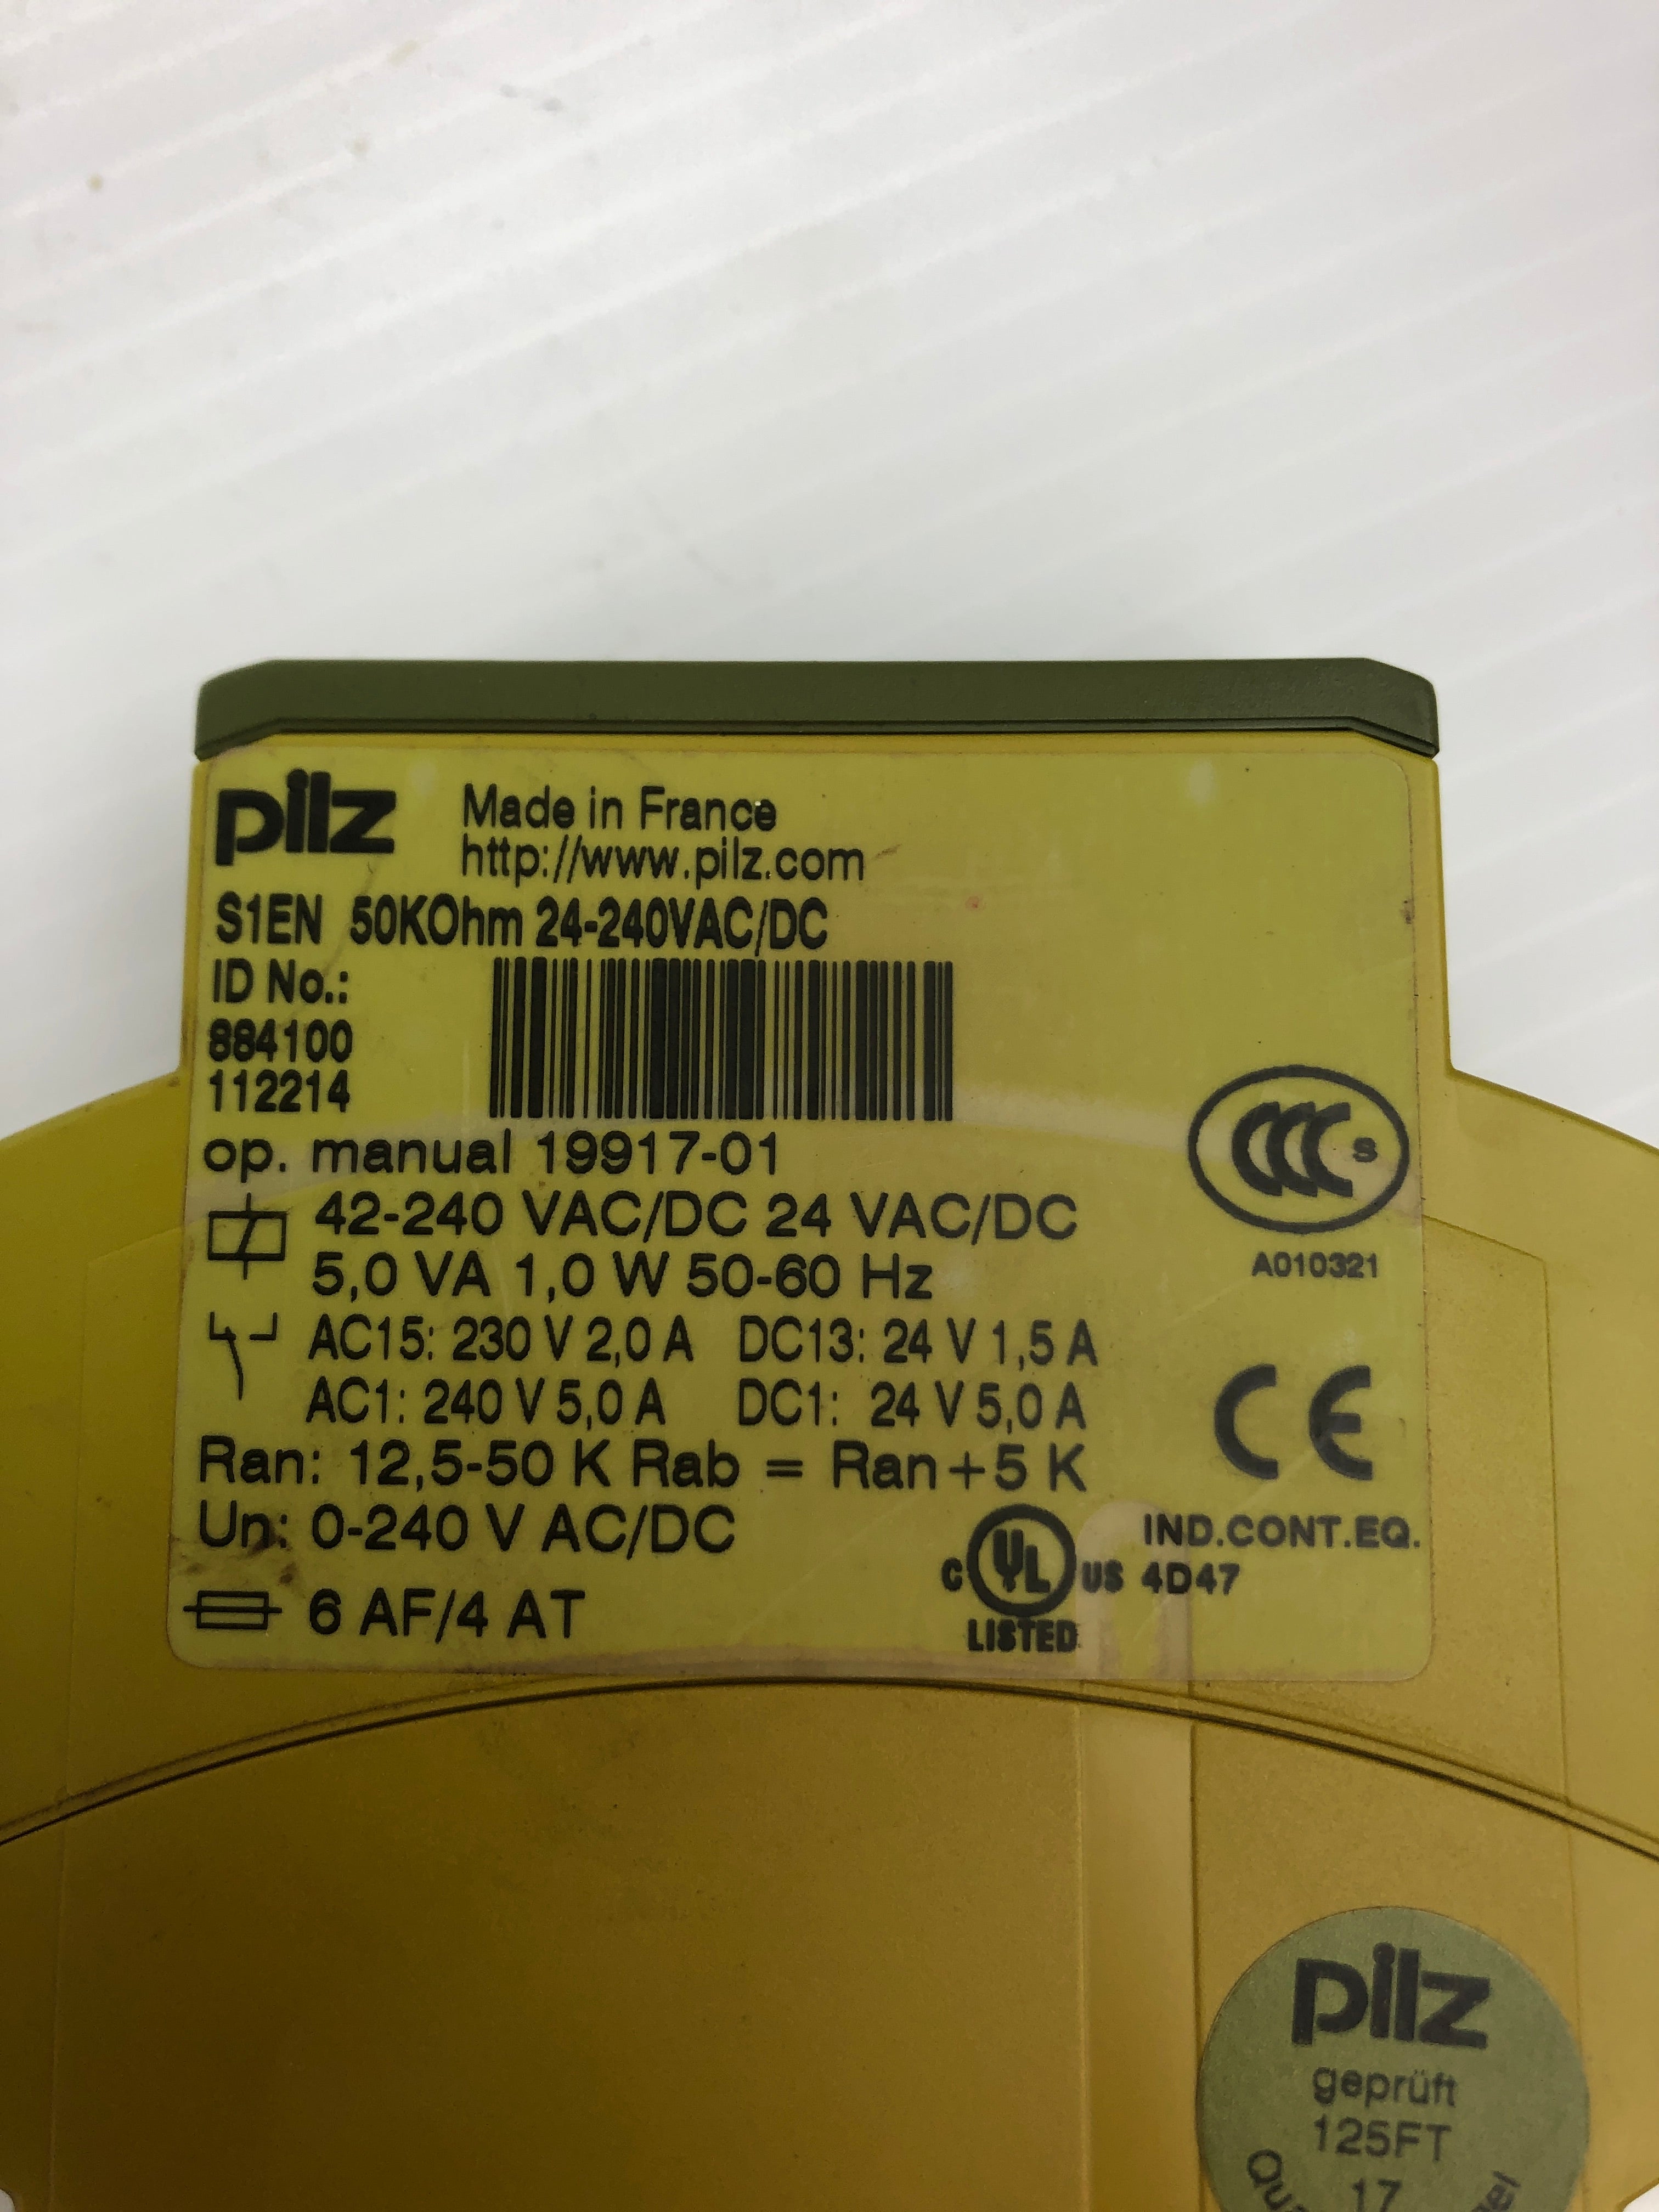 pilz
Made in France
http://www.pilz.com
S1EN 50KOhm 24-240VAC/DC
ID No.:
884100
112214
op. manual 19917-01
42-240 VAC/DC 24 VAC/DC
5,0 VA 1,0 W 50-60 Hz
AC15: 230 V 2,0 A DC13: 24 V 1,5 A
AC1: 240 V 5,0 A DC1: 24 V 5,0 A
Ran: 12,5-50 K Rab = Ran+5 K
Un: 0-240 V AC/DC
6 AF/4 AT
CCC S
A010321
CE
C UL US
LISTED
IND.CONT.EQ.
4D47
pilz
geprüft
125FT
17